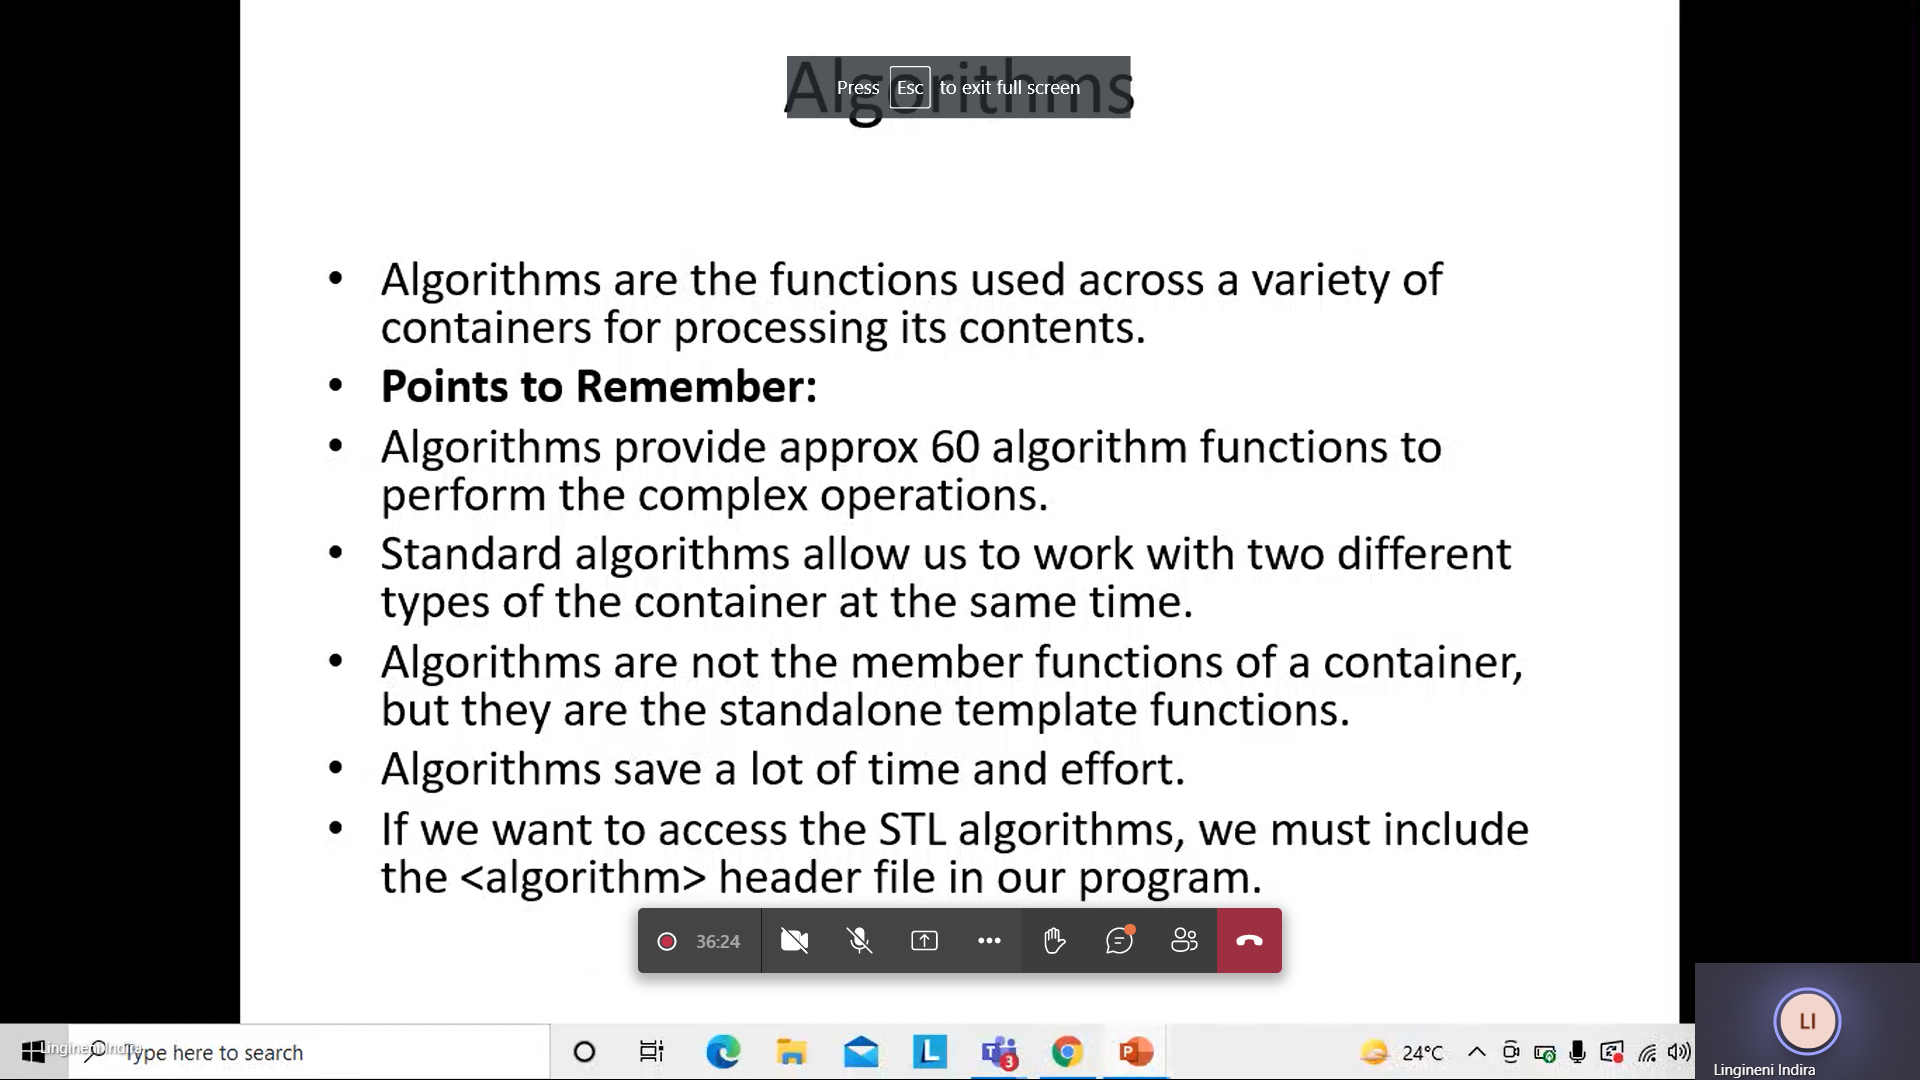 Algorithms
Press Esc to exit full screen
• Algorithms are the functions used across a variety of
containers for processing its contents.
• Points to Remember:
• Algorithms provide approx 60 algorithm functions to
perform the complex operations.
• Standard algorithms allow us to work with two different
types of the container at the same time.
• Algorithms are not the member functions of a container,
but they are the standalone template functions.
• Algorithms save a lot of time and effort.
• If we want to access the STL algorithms, we must include
the <algorithm> header file in our program.
36:24
LI
Lingineni Indira
Lingineni Indira
Type here to search
L
3
P
24°C